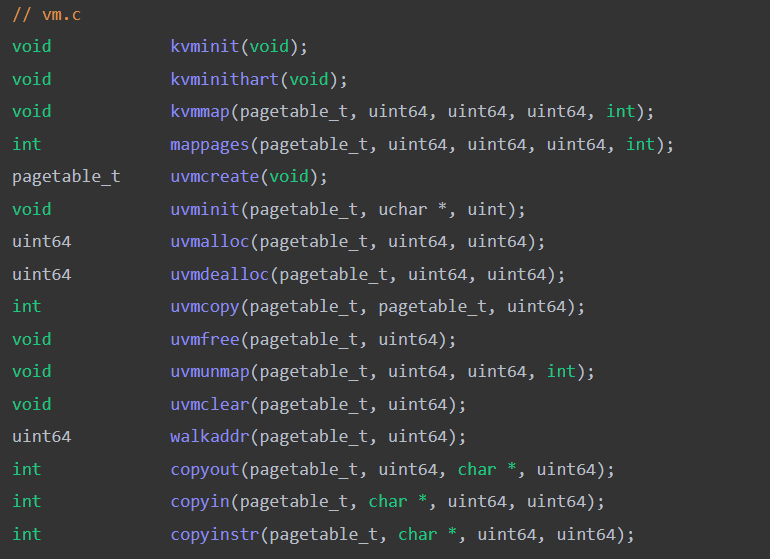 // vm.c
void            kvminit(void);
void            kvminithart(void);
void            kvmmap(pagetable_t, uint64, uint64, uint64, int);
int             mappages(pagetable_t, uint64, uint64, uint64, int);
pagetable_t     uvmcreate(void);
void            uvminit(pagetable_t, uchar *, uint);
uint64          uvmalloc(pagetable_t, uint64, uint64);
uint64          uvmdealloc(pagetable_t, uint64, uint64);
int             uvmcopy(pagetable_t, pagetable_t, uint64);
void            uvmfree(pagetable_t, uint64);
void            uvmunmap(pagetable_t, uint64, uint64, int);
void            uvmclear(pagetable_t, uint64);
uint64          walkaddr(pagetable_t, uint64);
int             copyout(pagetable_t, uint64, char *, uint64);
int             copyin(pagetable_t, char *, uint64, uint64);
int             copyinstr(pagetable_t, char *, uint64, uint64);